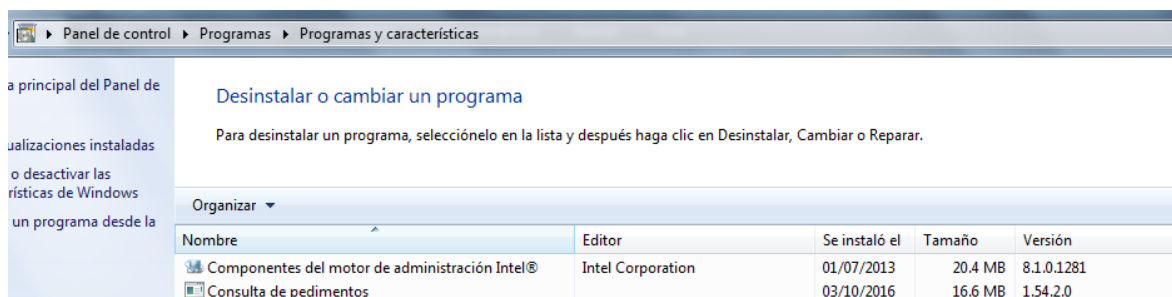 Panel de control ▸ Programas ▸ Programas y características
a principal del Panel de
ualizaciones instaladas
o desactivar las
rísticas de Windows
un programa desde la
Desinstalar o cambiar un programa
Para desinstalar un programa, selecciónelo en la lista y después haga clic en Desinstalar, Cambiar o Reparar.
Organizar
Nombre Editor Se instaló el Tamaño Versión
Componentes del motor de administración Intel® Intel Corporation 01/07/2013 20.4 MB 8.1.0.1281
Consulta de pedimentos 03/10/2016 16.6 MB 1.54.2.0